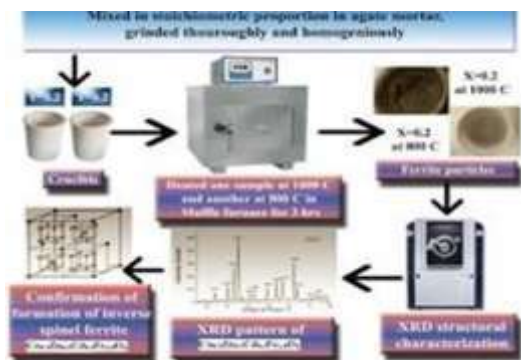 Mixed in stoichiometric proportion in agate mortar,
grinded thouroughly and homogeniously
X=0.2
at 1000 C
X=0.2
at 800 C
Crucible
Heated one sample at 1000 C
and another at 800 C in
Muffle furnace for 3 hrs
Ferrite particles
Confirmation of
formation of inverse
spinel ferrite
XRD pattern of
XRD structural
characterization